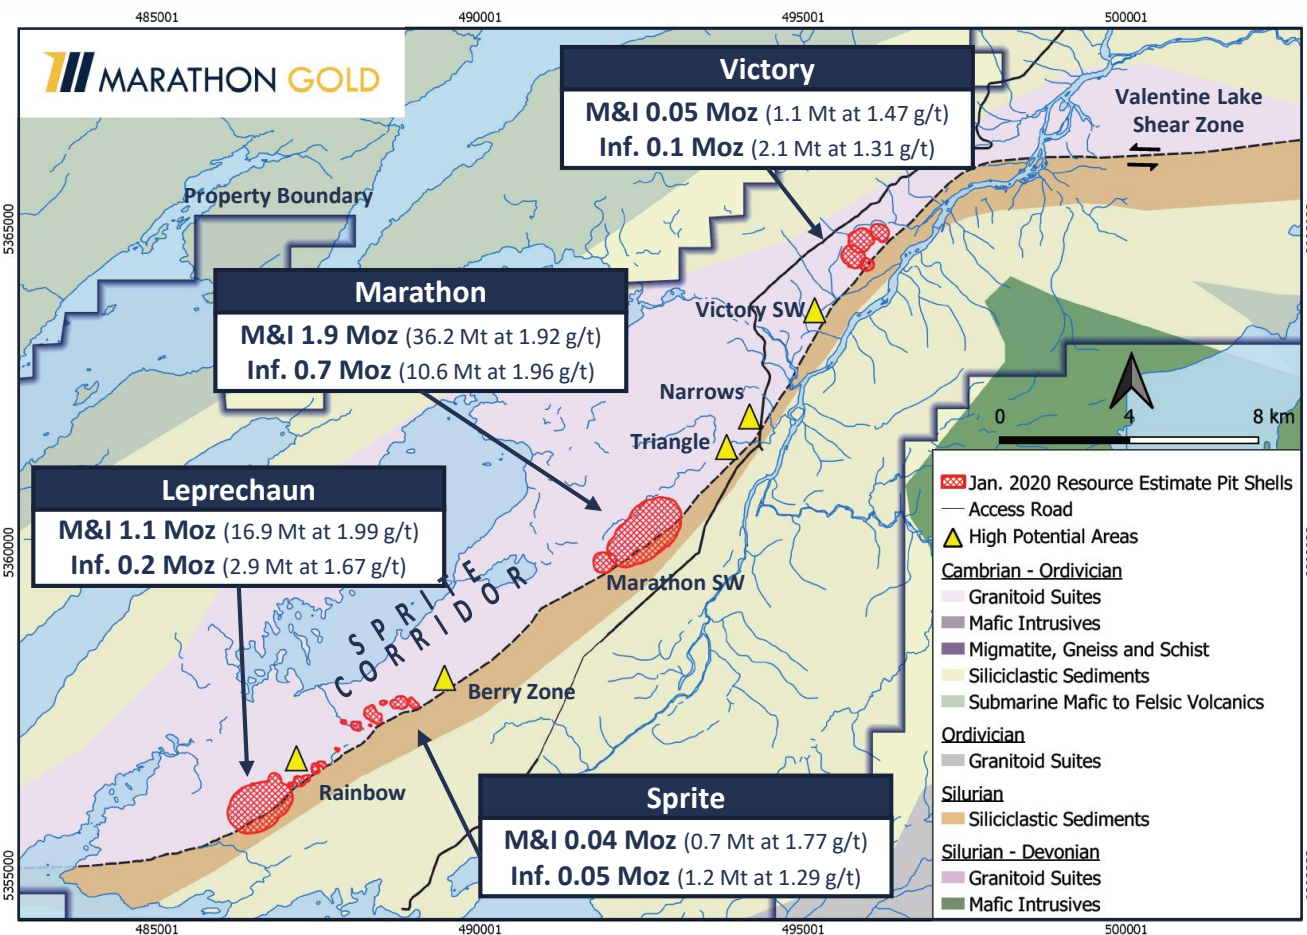 485001
490001
495001
500001
MARATHON GOLD
Victory
M&I 0.05 Moz (1.1 Mt at 1.47 g/t)
Inf. 0.1 Moz (2.1 Mt at 1.31 g/t)
Valentine Lake
Shear Zone
Property Boundary
5365000
Marathon
M&I 1.9 Moz (36.2 Mt at 1.92 g/t)
Inf. 0.7 Moz (10.6 Mt at 1.96 g/t)
Victory SW
Narrows
Triangle
0 4 8 km
Leprechaun
M&I 1.1 Moz (16.9 Mt at 1.99 g/t)
Inf. 0.2 Moz (2.9 Mt at 1.67 g/t)
5360000
Marathon SW
SPRITE
CORRIDOR
Berry Zone
Rainbow
Sprite
M&I 0.04 Moz (0.7 Mt at 1.77 g/t)
Inf. 0.05 Moz (1.2 Mt at 1.29 g/t)
5355000
Jan. 2020 Resource Estimate Pit Shells
Access Road
High Potential Areas
Cambrian - Ordivician
Granitoid Suites
Mafic Intrusives
Migmatite, Gneiss and Schist
Siliciclastic Sediments
Submarine Mafic to Felsic Volcanics
Ordivician
Granitoid Suites
Silurian
Siliciclastic Sediments
Silurian - Devonian
Granitoid Suites
Mafic Intrusives
485001
490001
495001
500001